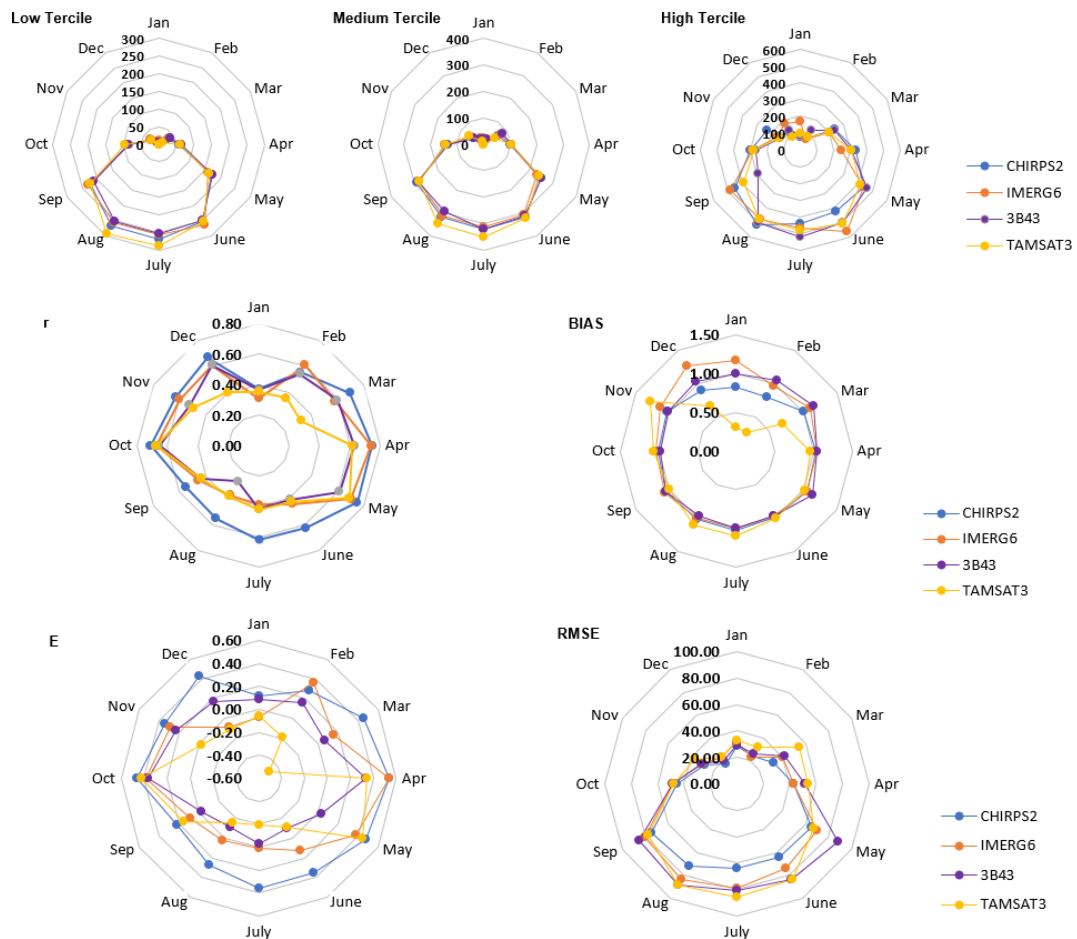 Low Tercile
Jan
Feb
Mar
Apr
May
June
July
Aug
Sep
Oct
Nov
Dec
300
250
200
150
100
50
0
Medium Tercile
Jan
Feb
Mar
Apr
May
June
July
Aug
Sep
Oct
Nov
Dec
400
300
200
100
0
High Tercile
Jan
Feb
Mar
Apr
May
June
July
Aug
Sep
Oct
Nov
Dec
600
500
400
300
200
100
0
CHIRPS2
IMERG6
3B43
TAMSAT3
r
Jan
Feb
Mar
Apr
May
June
July
Aug
Sep
Oct
Nov
Dec
0.80
0.60
0.40
0.20
0.00
BIAS
Jan
Feb
Mar
Apr
May
June
July
Aug
Sep
Oct
Nov
Dec
1.50
1.00
0.50
0.00
CHIRPS2
IMERG6
3B43
TAMSAT3
E
Jan
Feb
Mar
Apr
May
June
July
Aug
Sep
Oct
Nov
Dec
0.60
0.40
0.20
0.00
-0.20
-0.40
-0.60
RMSE
Jan
Feb
Mar
Apr
May
June
July
Aug
Sep
Oct
Nov
Dec
100.00
80.00
60.00
40.00
20.00
0.00
CHIRPS2
IMERG6
3B43
TAMSAT3